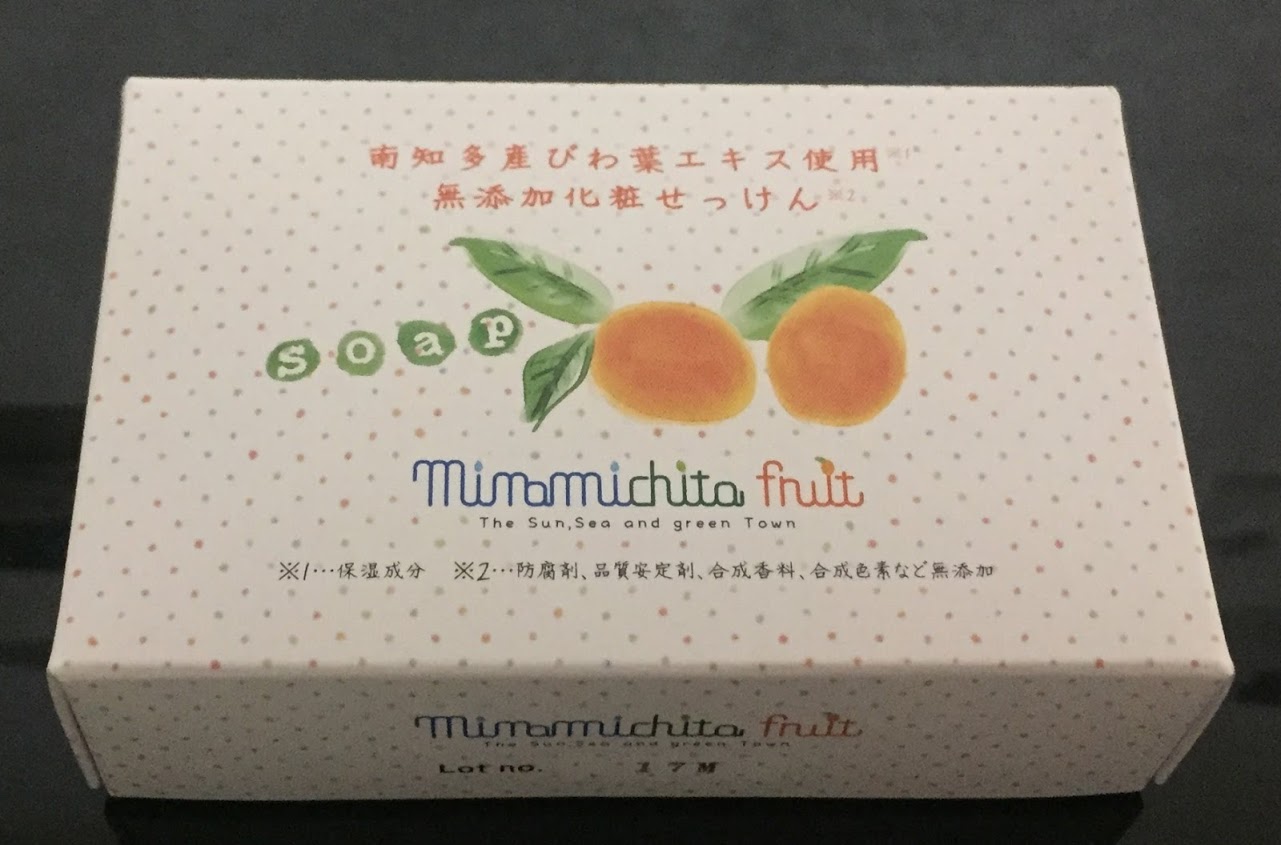 南知多産びわ葉エキス使用※1
無添加化粧せっけん※2
soap
minamichita fruit
The Sun,Sea and green Town
※1…保湿成分 ※2…防腐剤、品質安定剤、合成香料、合成色素など無添加
minamichita fruit
The Sun,Sea and green Town
Lot no. 17M